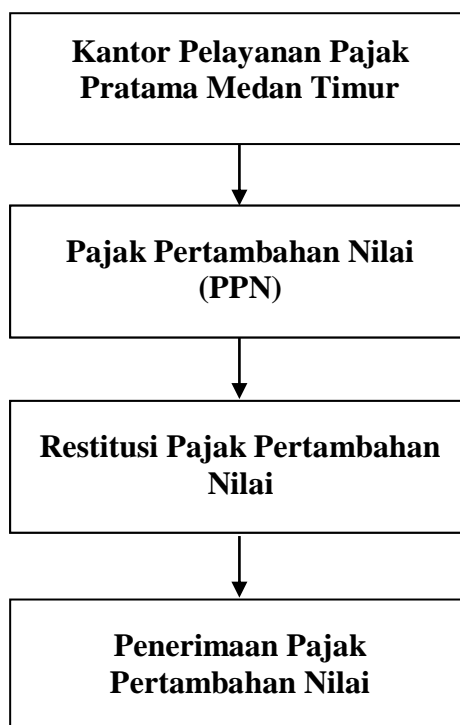 Kantor Pelayanan Pajak
Pratama Medan Timur
Pajak Pertambahan Nilai
(PPN)
Restitusi Pajak Pertambahan
Nilai
Penerimaan Pajak
Pertambahan Nilai